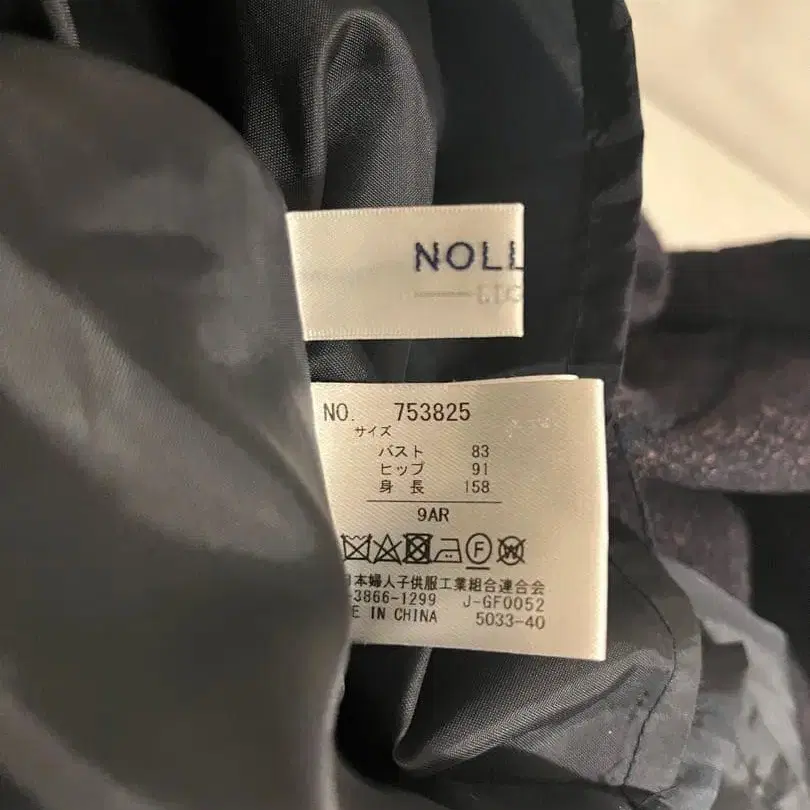 NOLL
NO. 753825
サイズ
バスト 83
ヒップ 91
身長 158
9AR
F
W
本婦人子供服工業組合連合会
-3866-1299 J-GF0052
E IN CHINA 5033-40